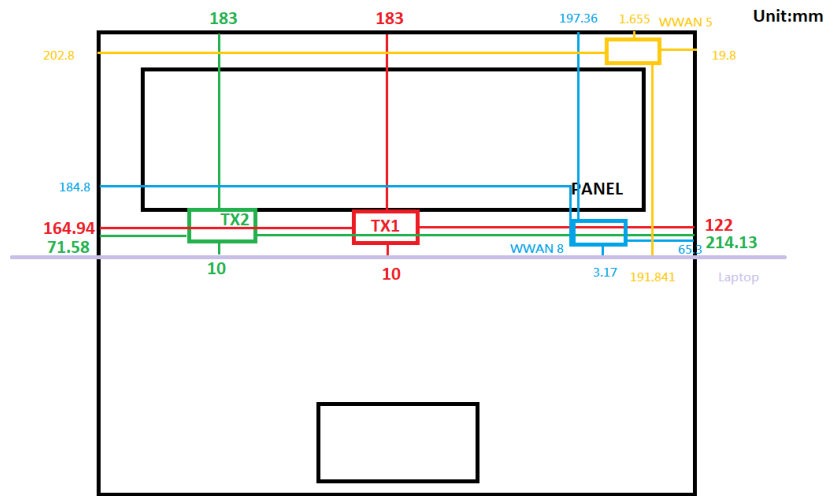 183
183
197.36
1.655
WWAN 5
Unit:mm
202.8
19.8
184.8
PANEL
TX2
TX1
164.94
122
71.58
214.13
WWAN 8
65.3
10
10
3.17
191.841
Laptop